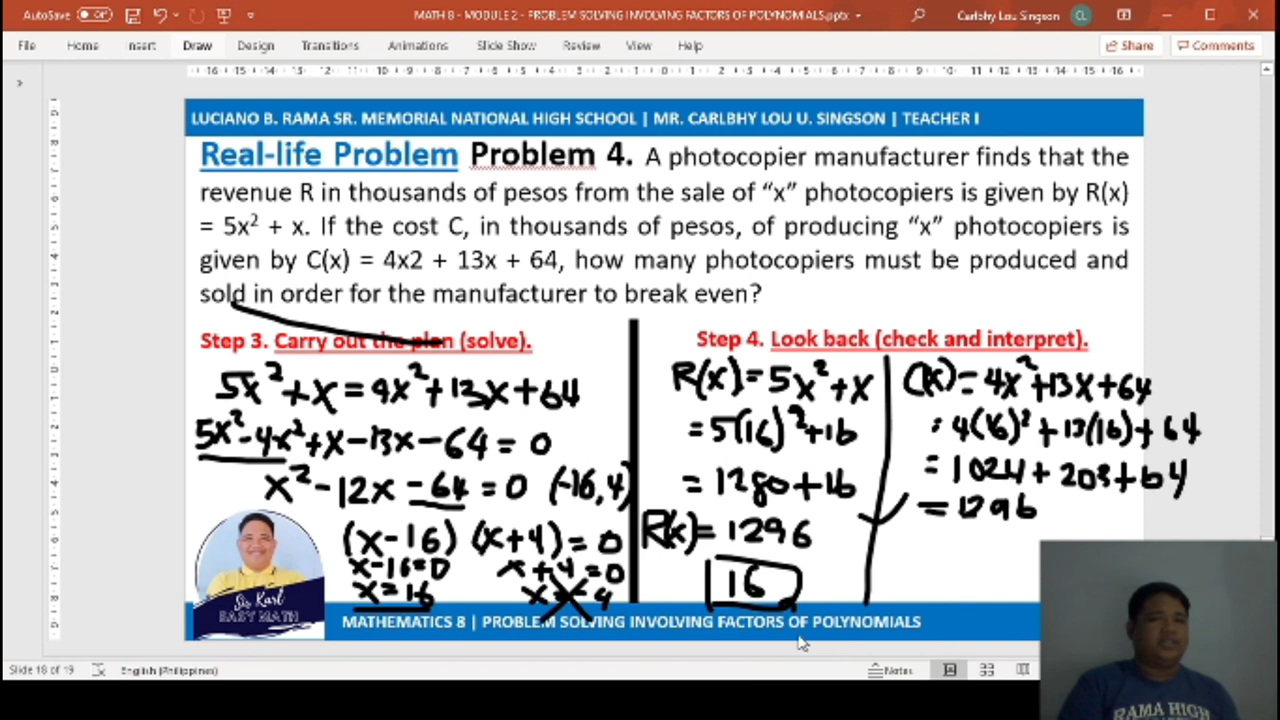 AutoSave Off
MATH 8 - MODULE 2 - PROBLEM SOLVING INVOLVING FACTORS OF POLYNOMIALS.pptx
Carlbhy Lou Singson CL
File Home Insert Draw Design Transitions Animations Slide Show Review View Help Share Comments
LUCIANO B. RAMA SR. MEMORIAL NATIONAL HIGH SCHOOL | MR. CARLBHY LOU U. SINGSON | TEACHER I
Real-life Problem Problem 4. A photocopier manufacturer finds that the
revenue R in thousands of pesos from the sale of “x” photocopiers is given by R(x)
= 5x² + x. If the cost C, in thousands of pesos, of producing “x” photocopiers is
given by C(x) = 4x2 + 13x + 64, how many photocopiers must be produced and
sold in order for the manufacturer to break even?
Step 3. Carry out the plan (solve).
5x²+x=4x²+13x+64
5x²-4x²+x-13x-64=0
x²-12x-64=0 (-16,4)
(x-16) (x+4)=0
x-16=0 x+4=0
x=16 x=-4
Step 4. Look back (check and interpret).
R(x)=5x²+x
=5(16)²+16
=1280+16
R(x)=1296
16
C(x)=4x²+13x+64
=4(16)²+13(16)+64
=1024+208+64
=1296
Sir Karl
EASY MATH
MATHEMATICS 8 | PROBLEM SOLVING INVOLVING FACTORS OF POLYNOMIALS
Slide 18 of 19 English (Philippines) Notes
RAMA HIGH